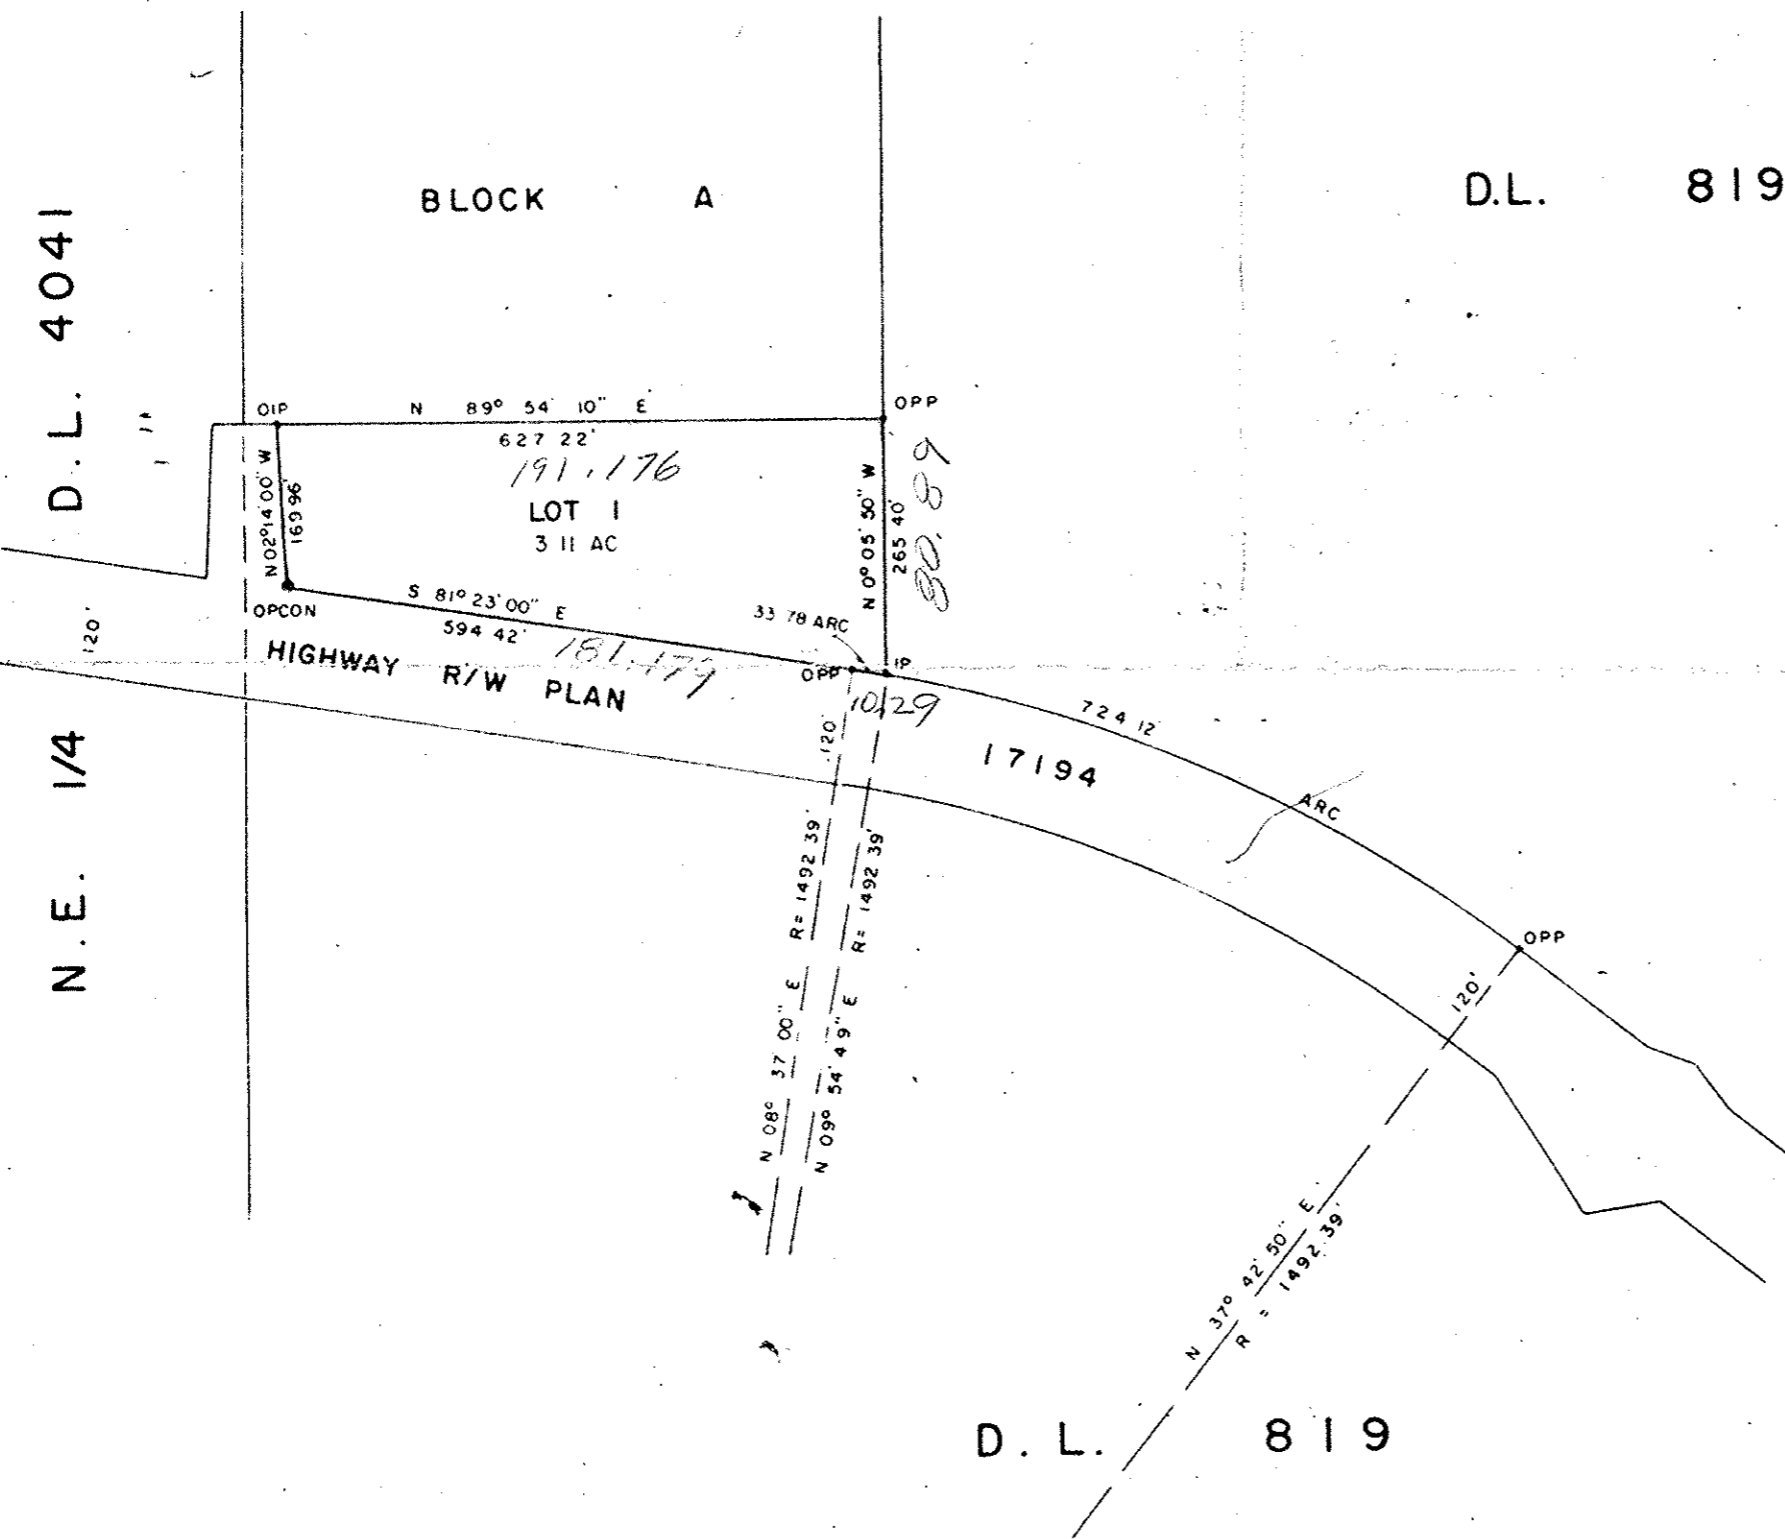 BLOCK A
D.L. 819
D.L. 4041
N.E. 1/4
OIP
N 89° 54' 10" E
OPP
627 22'
191.176
N 02° 14' 00" W
169 96'
LOT 1
3 11 AC
N 0° 05' 50" W
265 40'
80.89
OPCON
S 81° 23' 00" E
594 42'
181.179
33 78 ARC
120'
HIGHWAY R/W PLAN
17194
OPP
IP
10.29
724 12'
ARC
120'
R = 1492 39'
N 08° 37' 00" E
R = 1492 39'
N 09° 54' 49" E
OPP
120'
N 37° 42' 50" E
R = 1492 39'
D. L. 819